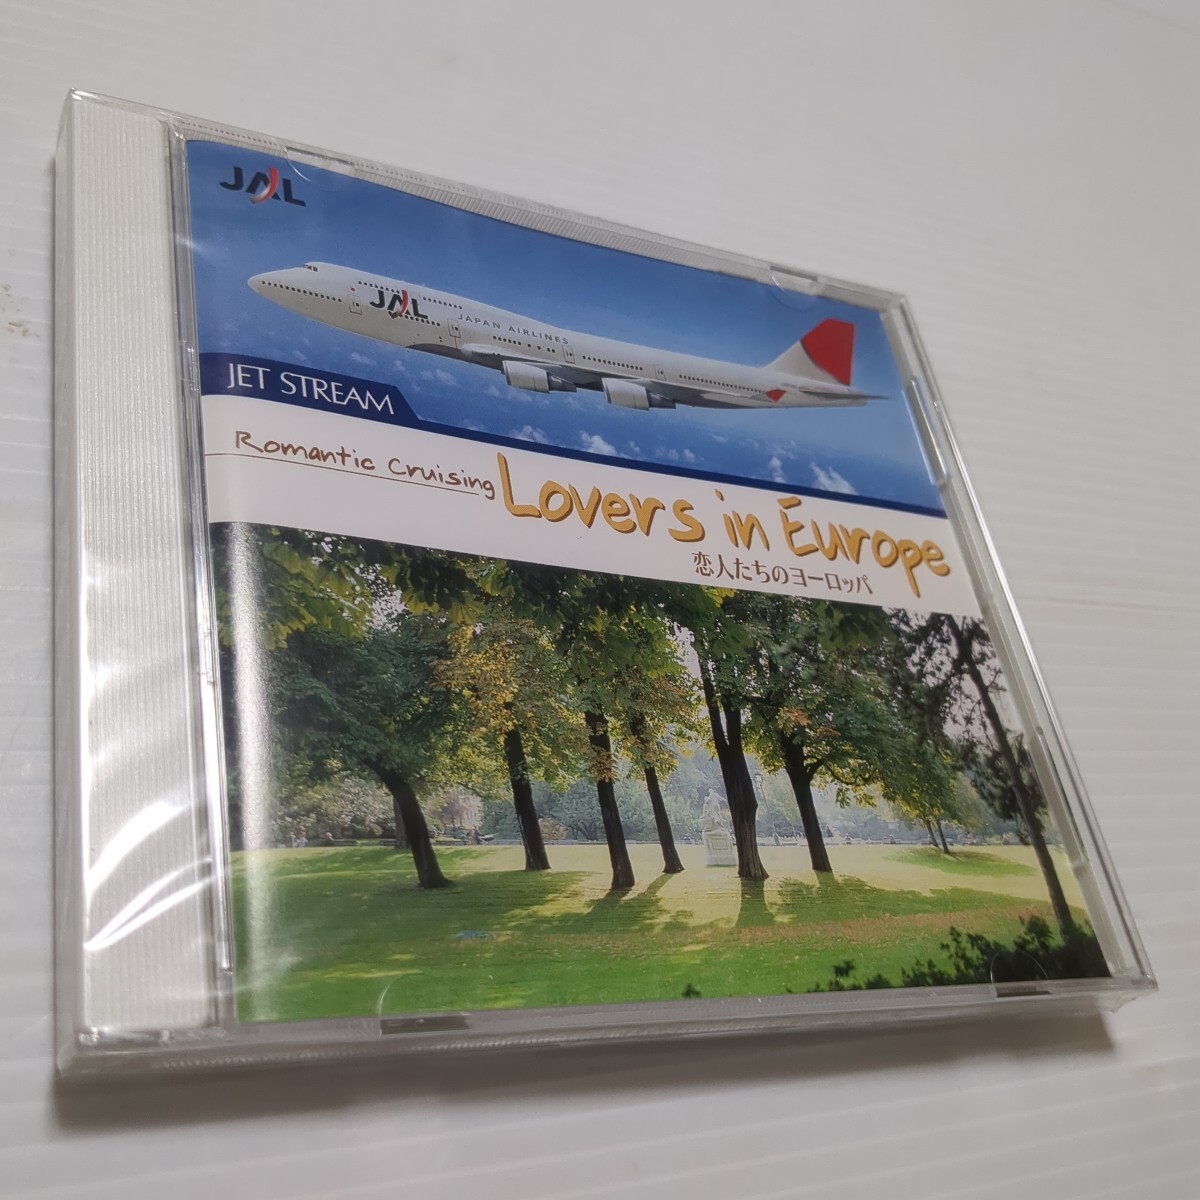 JAL
JAL JAPAN AIRLINES
JET STREAM
Romantic Cruising
Lovers in Europe
恋人たちのヨーロッパ